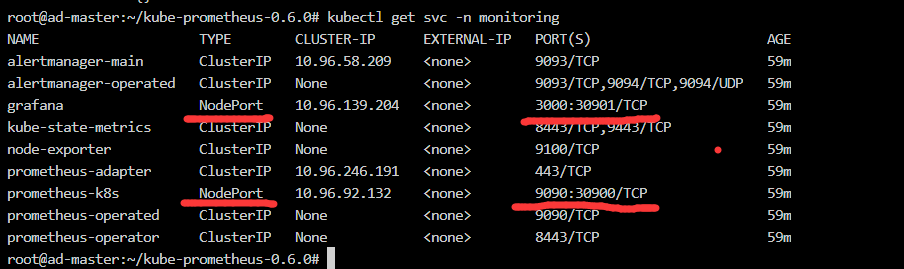 root@ad-master:~/kube-prometheus-0.6.0# kubectl get svc -n monitoring
NAME TYPE CLUSTER-IP EXTERNAL-IP PORT(S) AGE
alertmanager-main ClusterIP 10.96.58.209 <none> 9093/TCP 59m
alertmanager-operated ClusterIP None <none> 9093/TCP,9094/TCP,9094/UDP 59m
grafana NodePort 10.96.139.204 <none> 3000:30901/TCP 59m
kube-state-metrics ClusterIP None <none> 8443/TCP,9443/TCP 59m
node-exporter ClusterIP None <none> 9100/TCP 59m
prometheus-adapter ClusterIP 10.96.246.191 <none> 443/TCP 59m
prometheus-k8s NodePort 10.96.92.132 <none> 9090:30900/TCP 59m
prometheus-operated ClusterIP None <none> 9090/TCP 59m
prometheus-operator ClusterIP None <none> 8443/TCP 59m
root@ad-master:~/kube-prometheus-0.6.0#